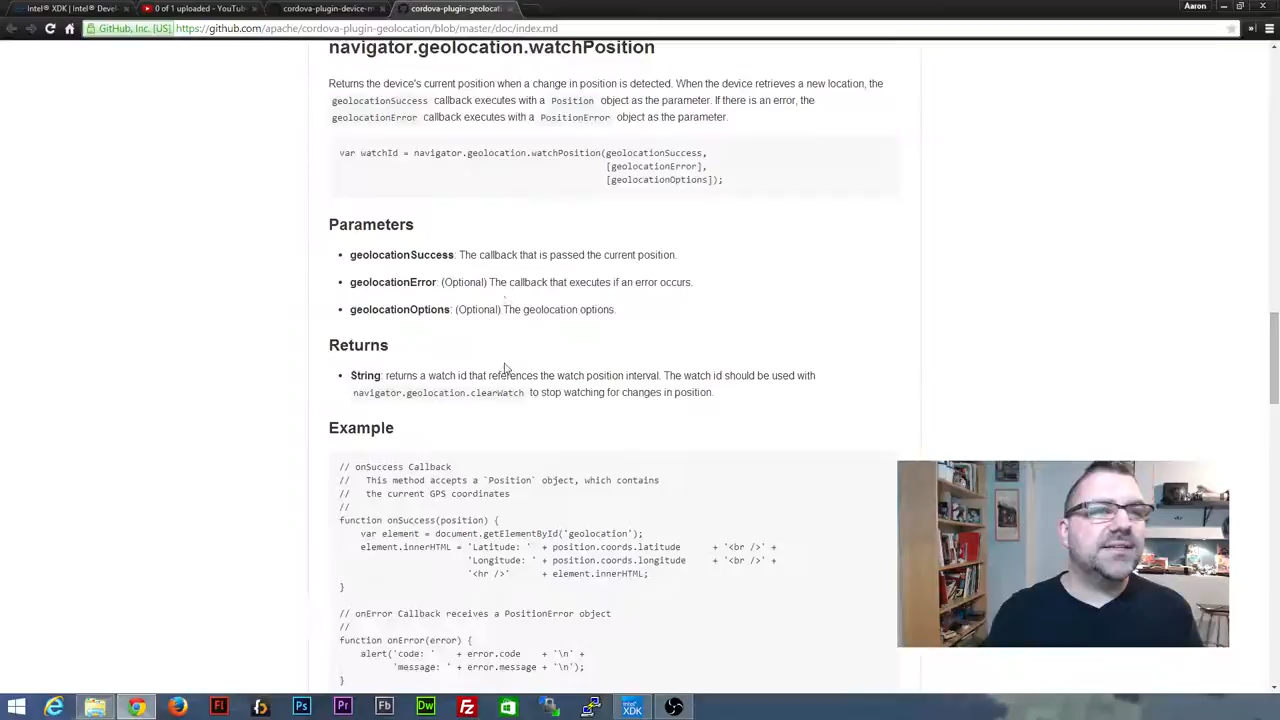 Intel® XDK | Intel® Deve
0 of 1 uploaded - YouTube
cordova-plugin-device-m
cordova-plugin-geolocati
Aaron
GitHub, Inc. [US]
https://github.com/apache/cordova-plugin-geolocation/blob/master/doc/index.md
navigator.geolocation.watchPosition
Returns the device's current position when a change in position is detected. When the device retrieves a new location, the
geolocationSuccess callback executes with a Position object as the parameter. If there is an error, the
geolocationError callback executes with a PositionError object as the parameter.
var watchId = navigator.geolocation.watchPosition(geolocationSuccess,
[geolocationError],
[geolocationOptions]);
Parameters
• geolocationSuccess: The callback that is passed the current position.
• geolocationError: (Optional) The callback that executes if an error occurs.
• geolocationOptions: (Optional) The geolocation options.
Returns
• String: returns a watch id that references the watch position interval. The watch id should be used with
navigator.geolocation.clearWatch to stop watching for changes in position.
Example
// onSuccess Callback
// This method accepts a `Position` object, which contains
// the current GPS coordinates
//
function onSuccess(position) {
var element = document.getElementById('geolocation');
element.innerHTML = 'Latitude: ' + position.coords.latitude + '<br />' +
'Longitude: ' + position.coords.longitude + '<br />' +
'<hr />' + element.innerHTML;
}
// onError Callback receives a PositionError object
//
function onError(error) {
alert('code: ' + error.code + '\n' +
'message: ' + error.message + '\n');
}
Fl
Ps
Pr
Fb
Dw
Fz
XDK